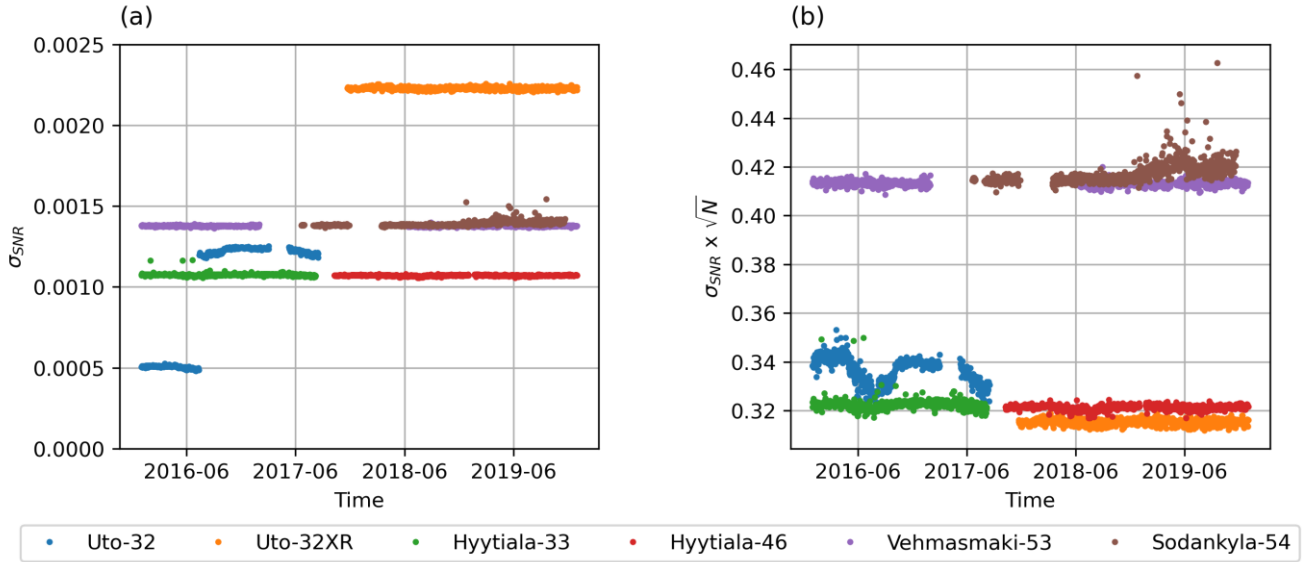 (a)
0.0025
0.0020
0.0015
0.0010
0.0005
0.0000
σSNR
2016-06 2017-06 2018-06 2019-06
Time
(b)
0.46
0.44
0.42
0.40
0.38
0.36
0.34
0.32
σSNR x √N
2016-06 2017-06 2018-06 2019-06
Time
Uto-32 Uto-32XR Hyytiala-33 Hyytiala-46 Vehmasmaki-53 Sodankyla-54